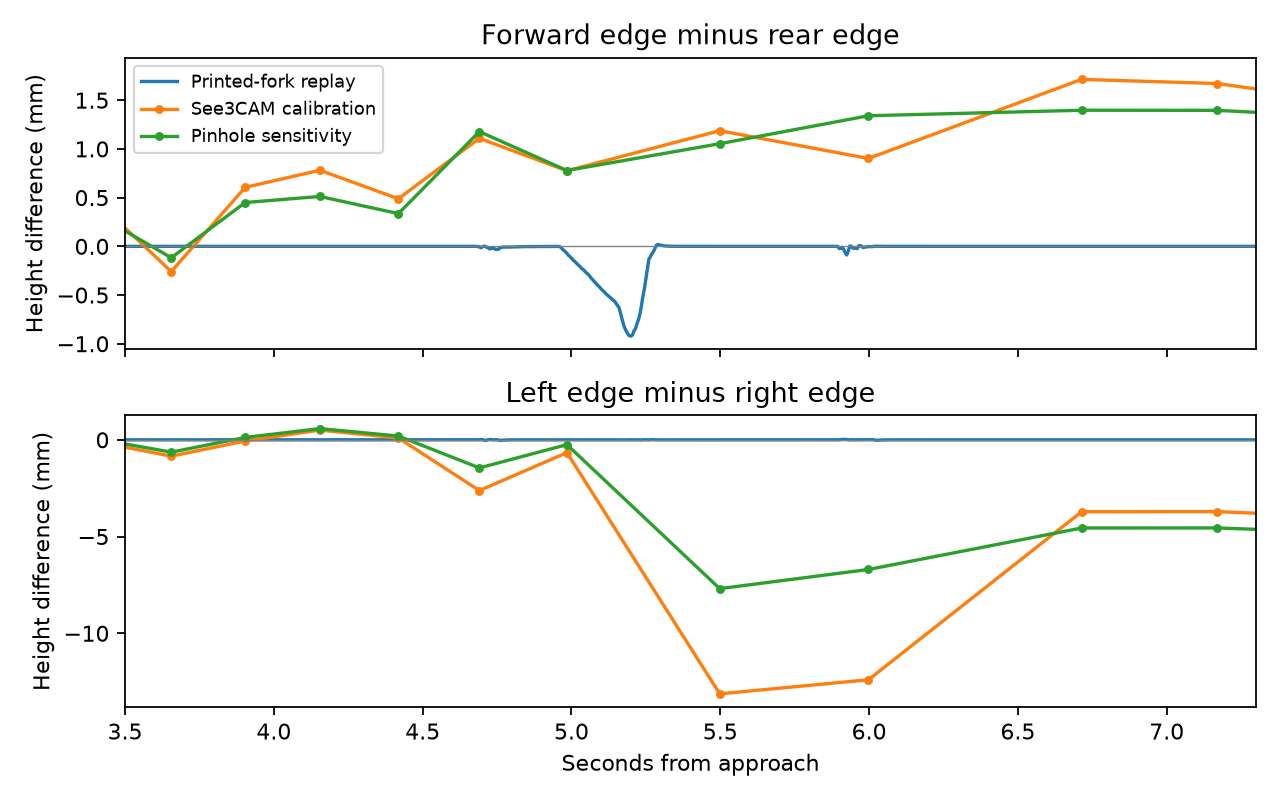 Forward edge minus rear edge
Height difference (mm)
1.5
1.0
0.5
0.0
−0.5
−1.0
Printed-fork replay
See3CAM calibration
Pinhole sensitivity
Left edge minus right edge
Height difference (mm)
0
−5
−10
3.5 4.0 4.5 5.0 5.5 6.0 6.5 7.0
Seconds from approach